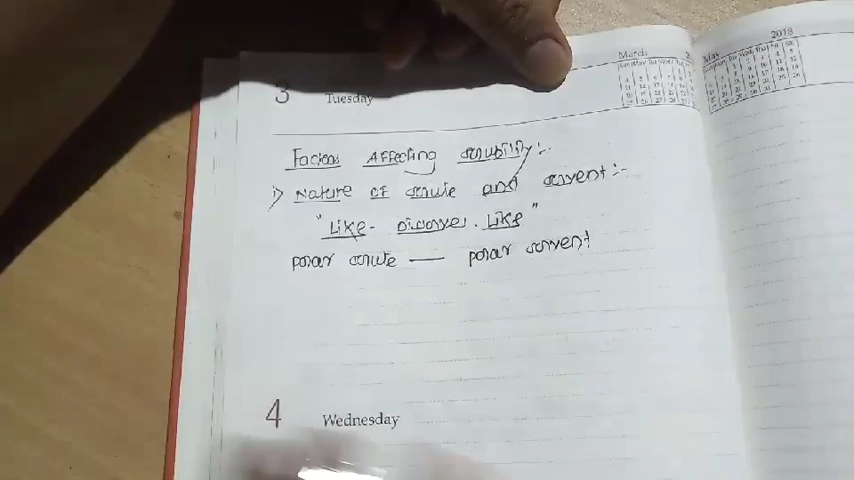 March
May 2018
3 Tuesday
Factors Affecting solubility:-
i> Nature of solute and solvent :-
"Like- Dissolves. Like"
polar solute — polar solvent
4 Wednesday